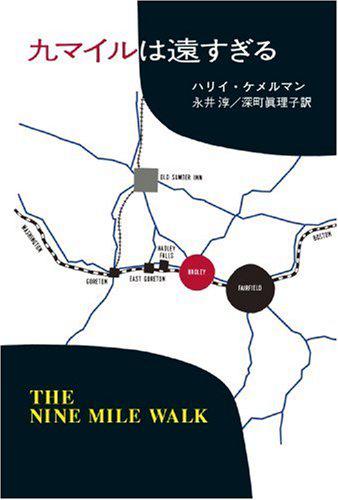 九マイルは遠すぎる
ハリイ・ケメルマン
永井 淳／深町眞理子訳
OLD SUMTER INN
WASHINGTON
HADLEY
FALLS
BOSTON
GORETON
EAST GORETON
HADLEY
FAIRFIELD
THE
NINE MILE WALK